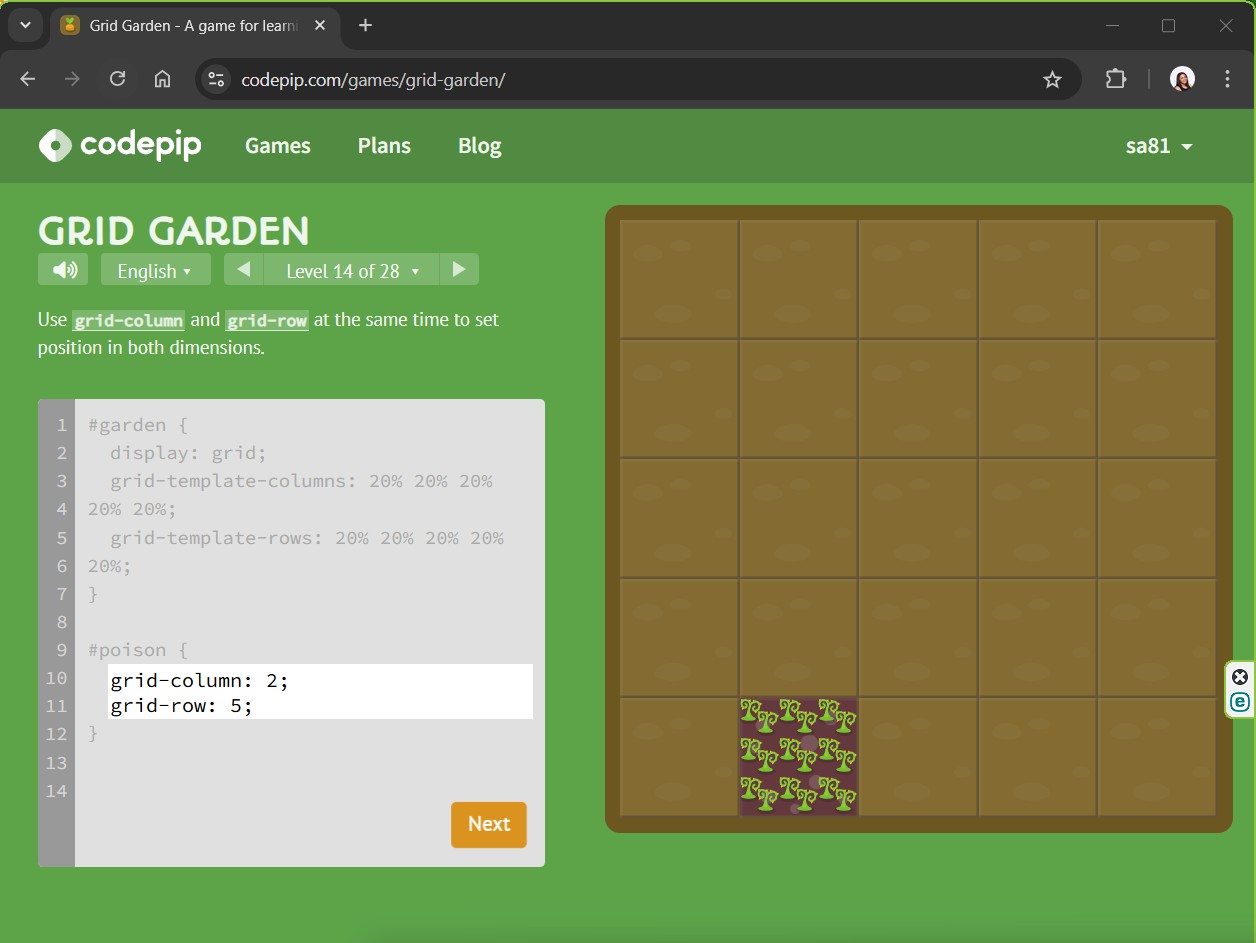 Grid Garden - A game for learni
codepip.com/games/grid-garden/
codepip
Games
Plans
Blog
sa81
GRID GARDEN
English
Level 14 of 28
Use grid-column and grid-row at the same time to set
position in both dimensions.
1 #garden {
2 display: grid;
3 grid-template-columns: 20% 20% 20%
4 20% 20%;
5 grid-template-rows: 20% 20% 20% 20%
6 20%;
7 }
8
9 #poison {
10 grid-column: 2;
11 grid-row: 5;
12 }
13
14
Next
e